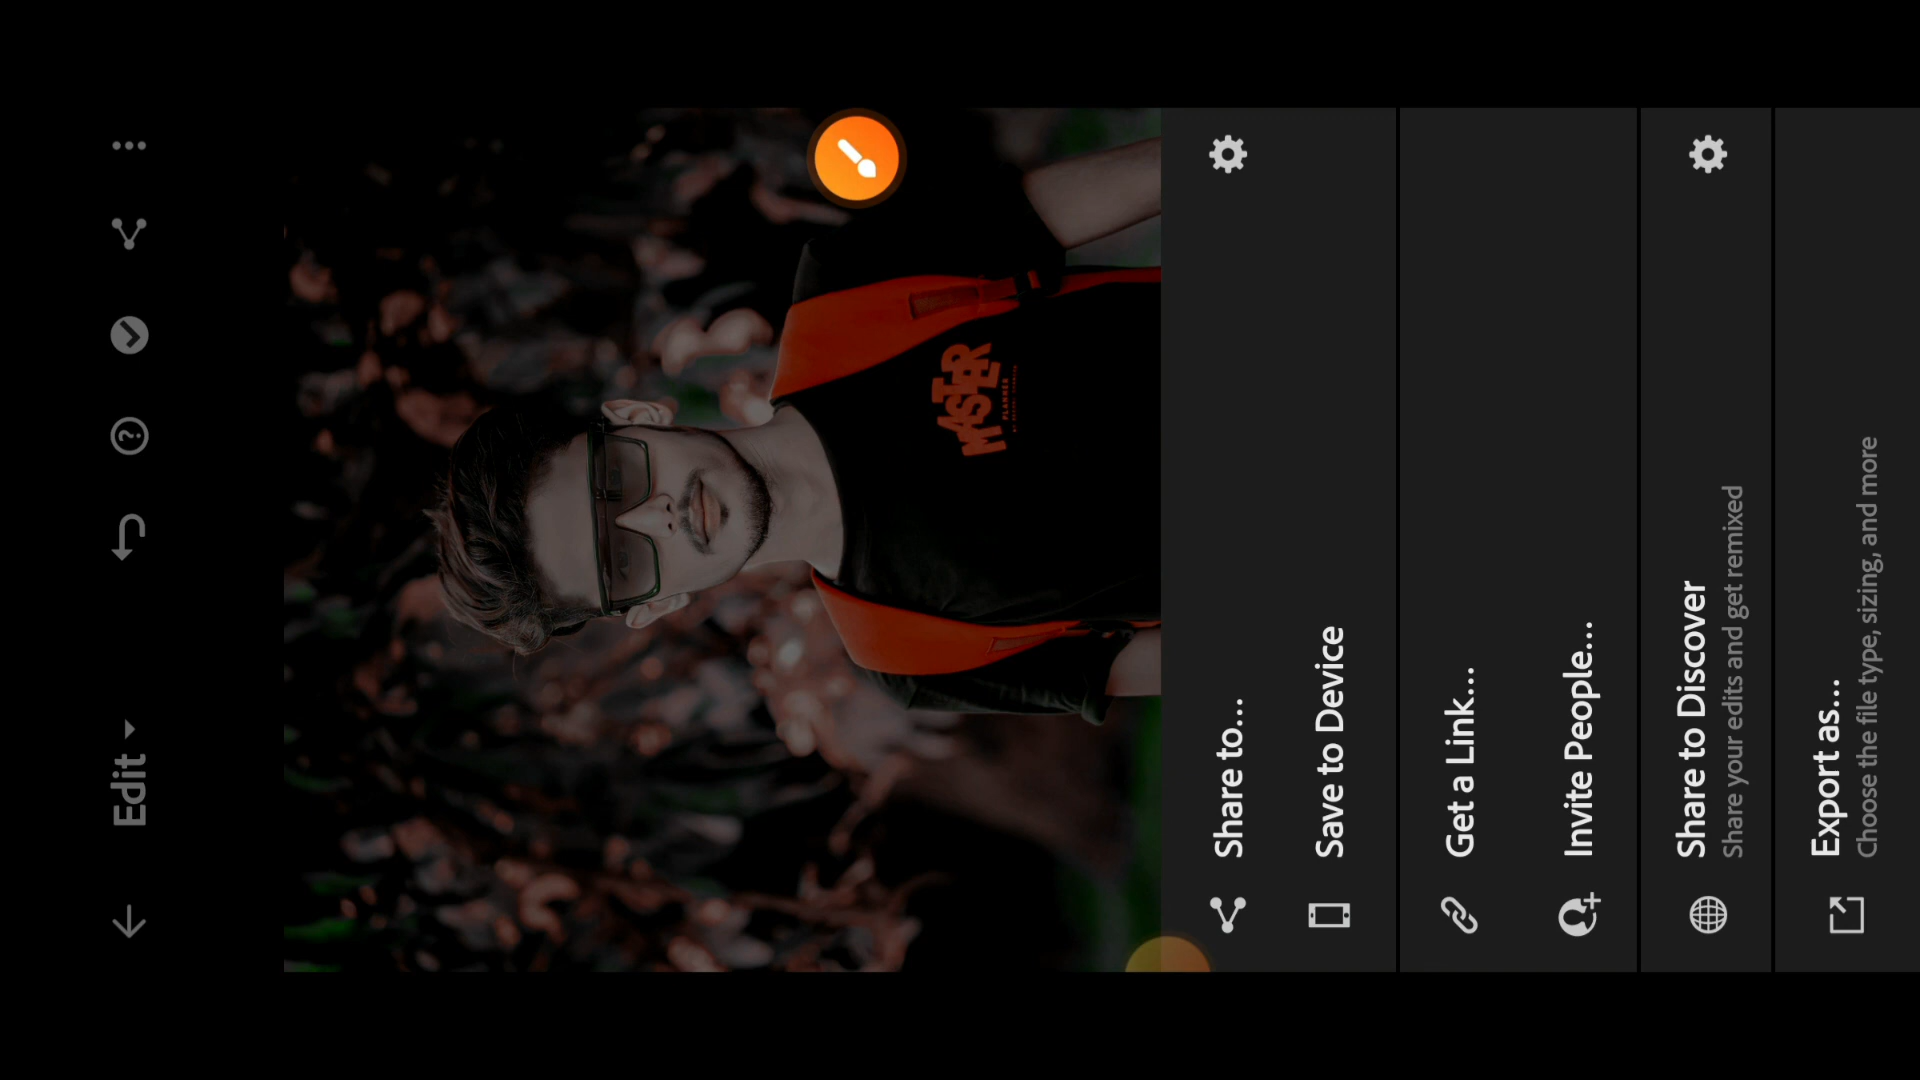 Edit
MASTER
PLANNER
Share to...
Save to Device
Get a Link...
Invite People...
Share to Discover
Share your edits and get remixed
Export as...
Choose the file type, sizing, and more